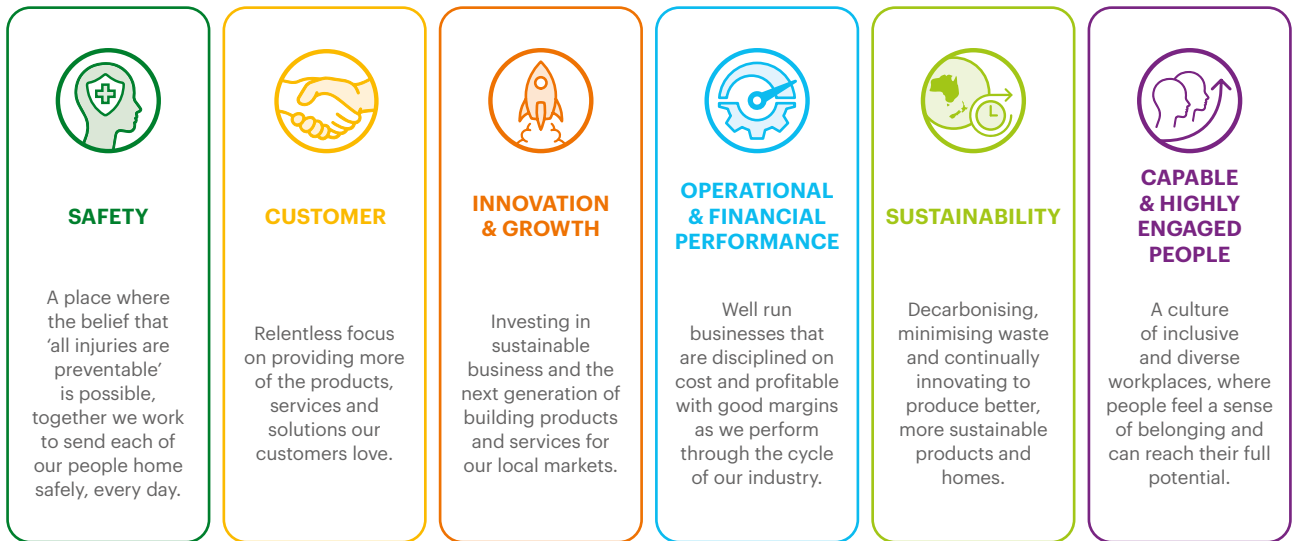 SAFETY
A place where
the belief that
‘all injuries are
preventable’
is possible,
together we work
to send each of
our people home
safely, every day.
CUSTOMER
Relentless focus
on providing more
of the products,
services and
solutions our
customers love.
INNOVATION
& GROWTH
Investing in
sustainable
business and the
next generation of
building products
and services for
our local markets.
OPERATIONAL
& FINANCIAL
PERFORMANCE
Well run
businesses that
are disciplined on
cost and profitable
with good margins
as we perform
through the cycle
of our industry.
SUSTAINABILITY
Decarbonising,
minimising waste
and continually
innovating to
produce better,
more sustainable
products and
homes.
CAPABLE
& HIGHLY
ENGAGED
PEOPLE
A culture
of inclusive
and diverse
workplaces, where
people feel a sense
of belonging and
can reach their full
potential.